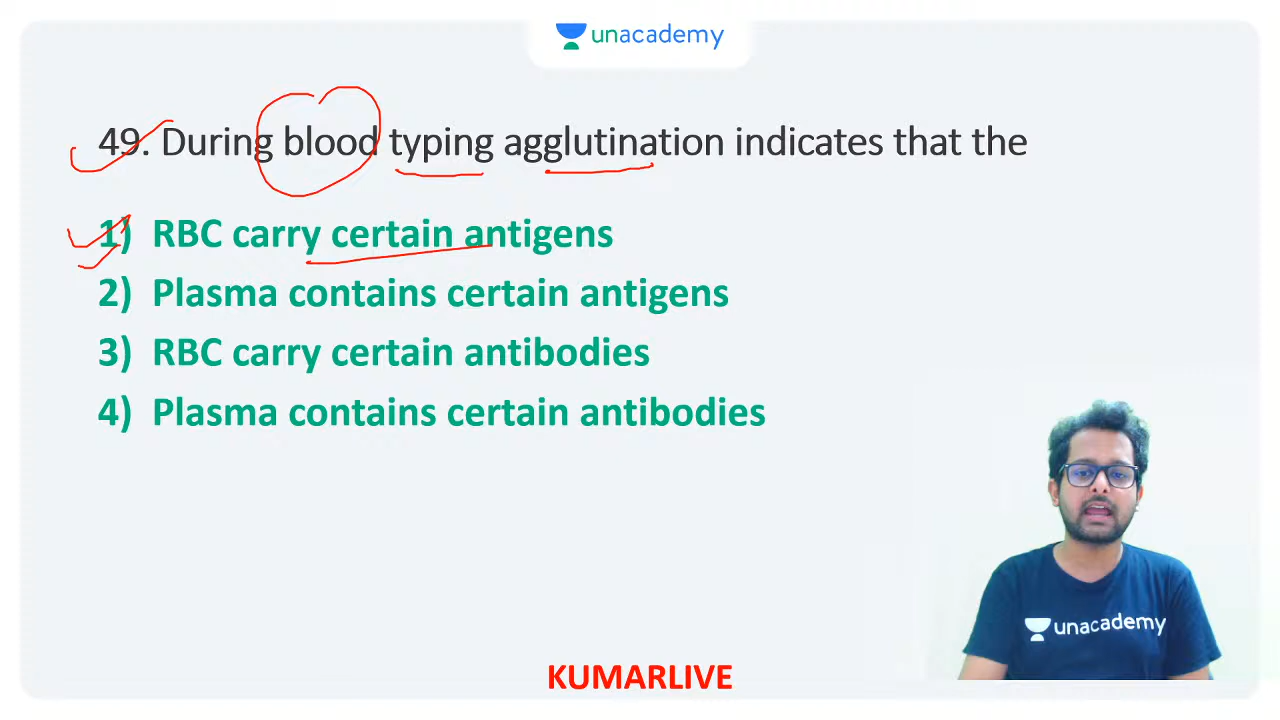 unacademy
49. During blood typing agglutination indicates that the
1) RBC carry certain antigens
2) Plasma contains certain antigens
3) RBC carry certain antibodies
4) Plasma contains certain antibodies
unacademy
KUMARLIVE